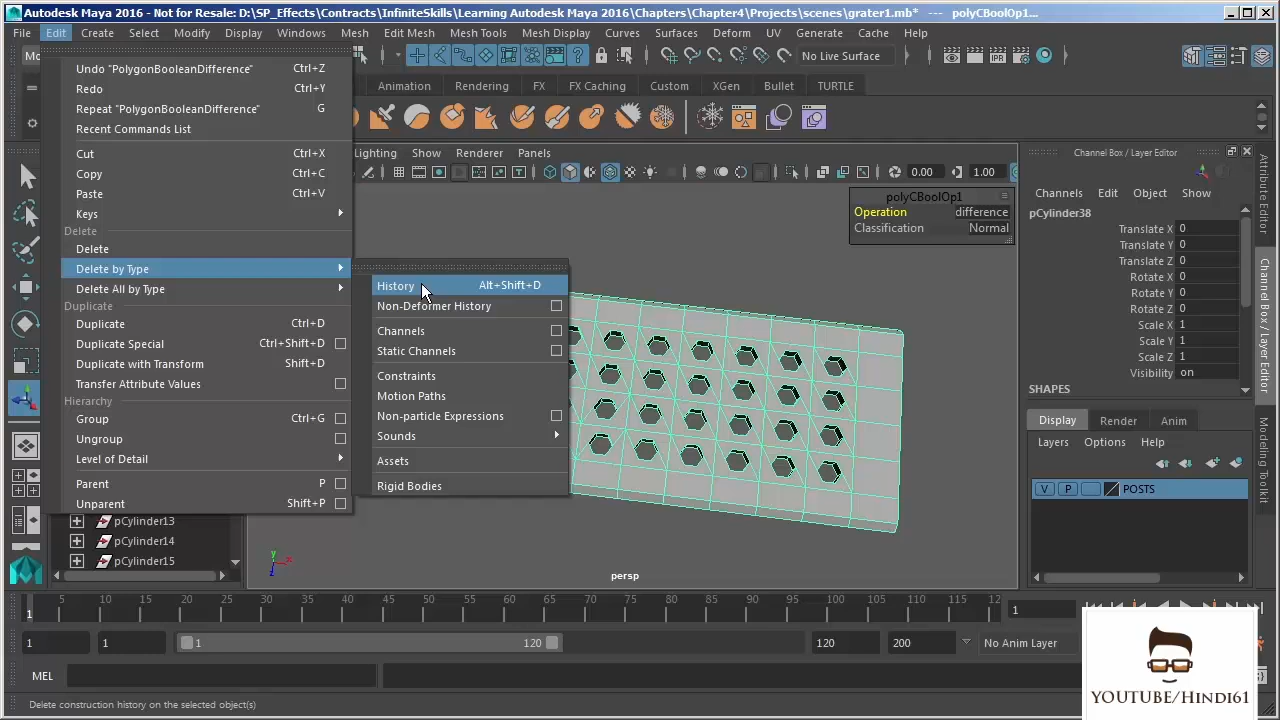 Autodesk Maya 2016 - Not for Resale: D:\SP_Effects\Contracts\InfiniteSkills\Learning Autodesk Maya 2016\Chapters\Chapter4\Projects\scenes\grater1.mb* --- polyCBoolOp1...
File Edit Create Select Modify Display Windows Mesh Edit Mesh Mesh Tools Mesh Display Curves Surfaces Deform UV Generate Cache Help
Mo No Live Surface
Animation Rendering FX FX Caching Custom XGen Bullet TURTLE
Undo "PolygonBooleanDifference" Ctrl+Z
Redo Ctrl+Y
Repeat "PolygonBooleanDifference" G
Recent Commands List
Cut Ctrl+X
Copy Ctrl+C
Paste Ctrl+V
Keys
Delete
Delete
Delete by Type
Delete All by Type
Duplicate
Duplicate Ctrl+D
Duplicate Special Ctrl+Shift+D
Duplicate with Transform Shift+D
Transfer Attribute Values
Hierarchy
Group Ctrl+G
Ungroup
Level of Detail
Parent P
Unparent Shift+P
History Alt+Shift+D
Non-Deformer History
Channels
Static Channels
Constraints
Motion Paths
Non-particle Expressions
Sounds
Assets
Rigid Bodies
Lighting Show Renderer Panels
0.00 1.00
polyCBoolOp1
Operation difference
Classification Normal
y
x
z
persp
pCylinder13
pCylinder14
pCylinder15
Channel Box / Layer Editor
Channels Edit Object Show
pCylinder38
Translate X 0
Translate Y 0
Translate Z 0
Rotate X 0
Rotate Y 0
Rotate Z 0
Scale X 1
Scale Y 1
Scale Z 1
Visibility on
SHAPES
Display Render Anim
Layers Options Help
V P POSTS
Attribute Editor
Channel Box / Layer Editor
Modeling Toolkit
1 5 10 15 20 25 30 35 40 45 50 55 60 65 70 75 80 85 90 95 100 105 110 115 12 1
1 1 1 120 120 200 No Anim Layer
MEL
Delete construction history on the selected object(s)
YOUTUBE/HINDI61